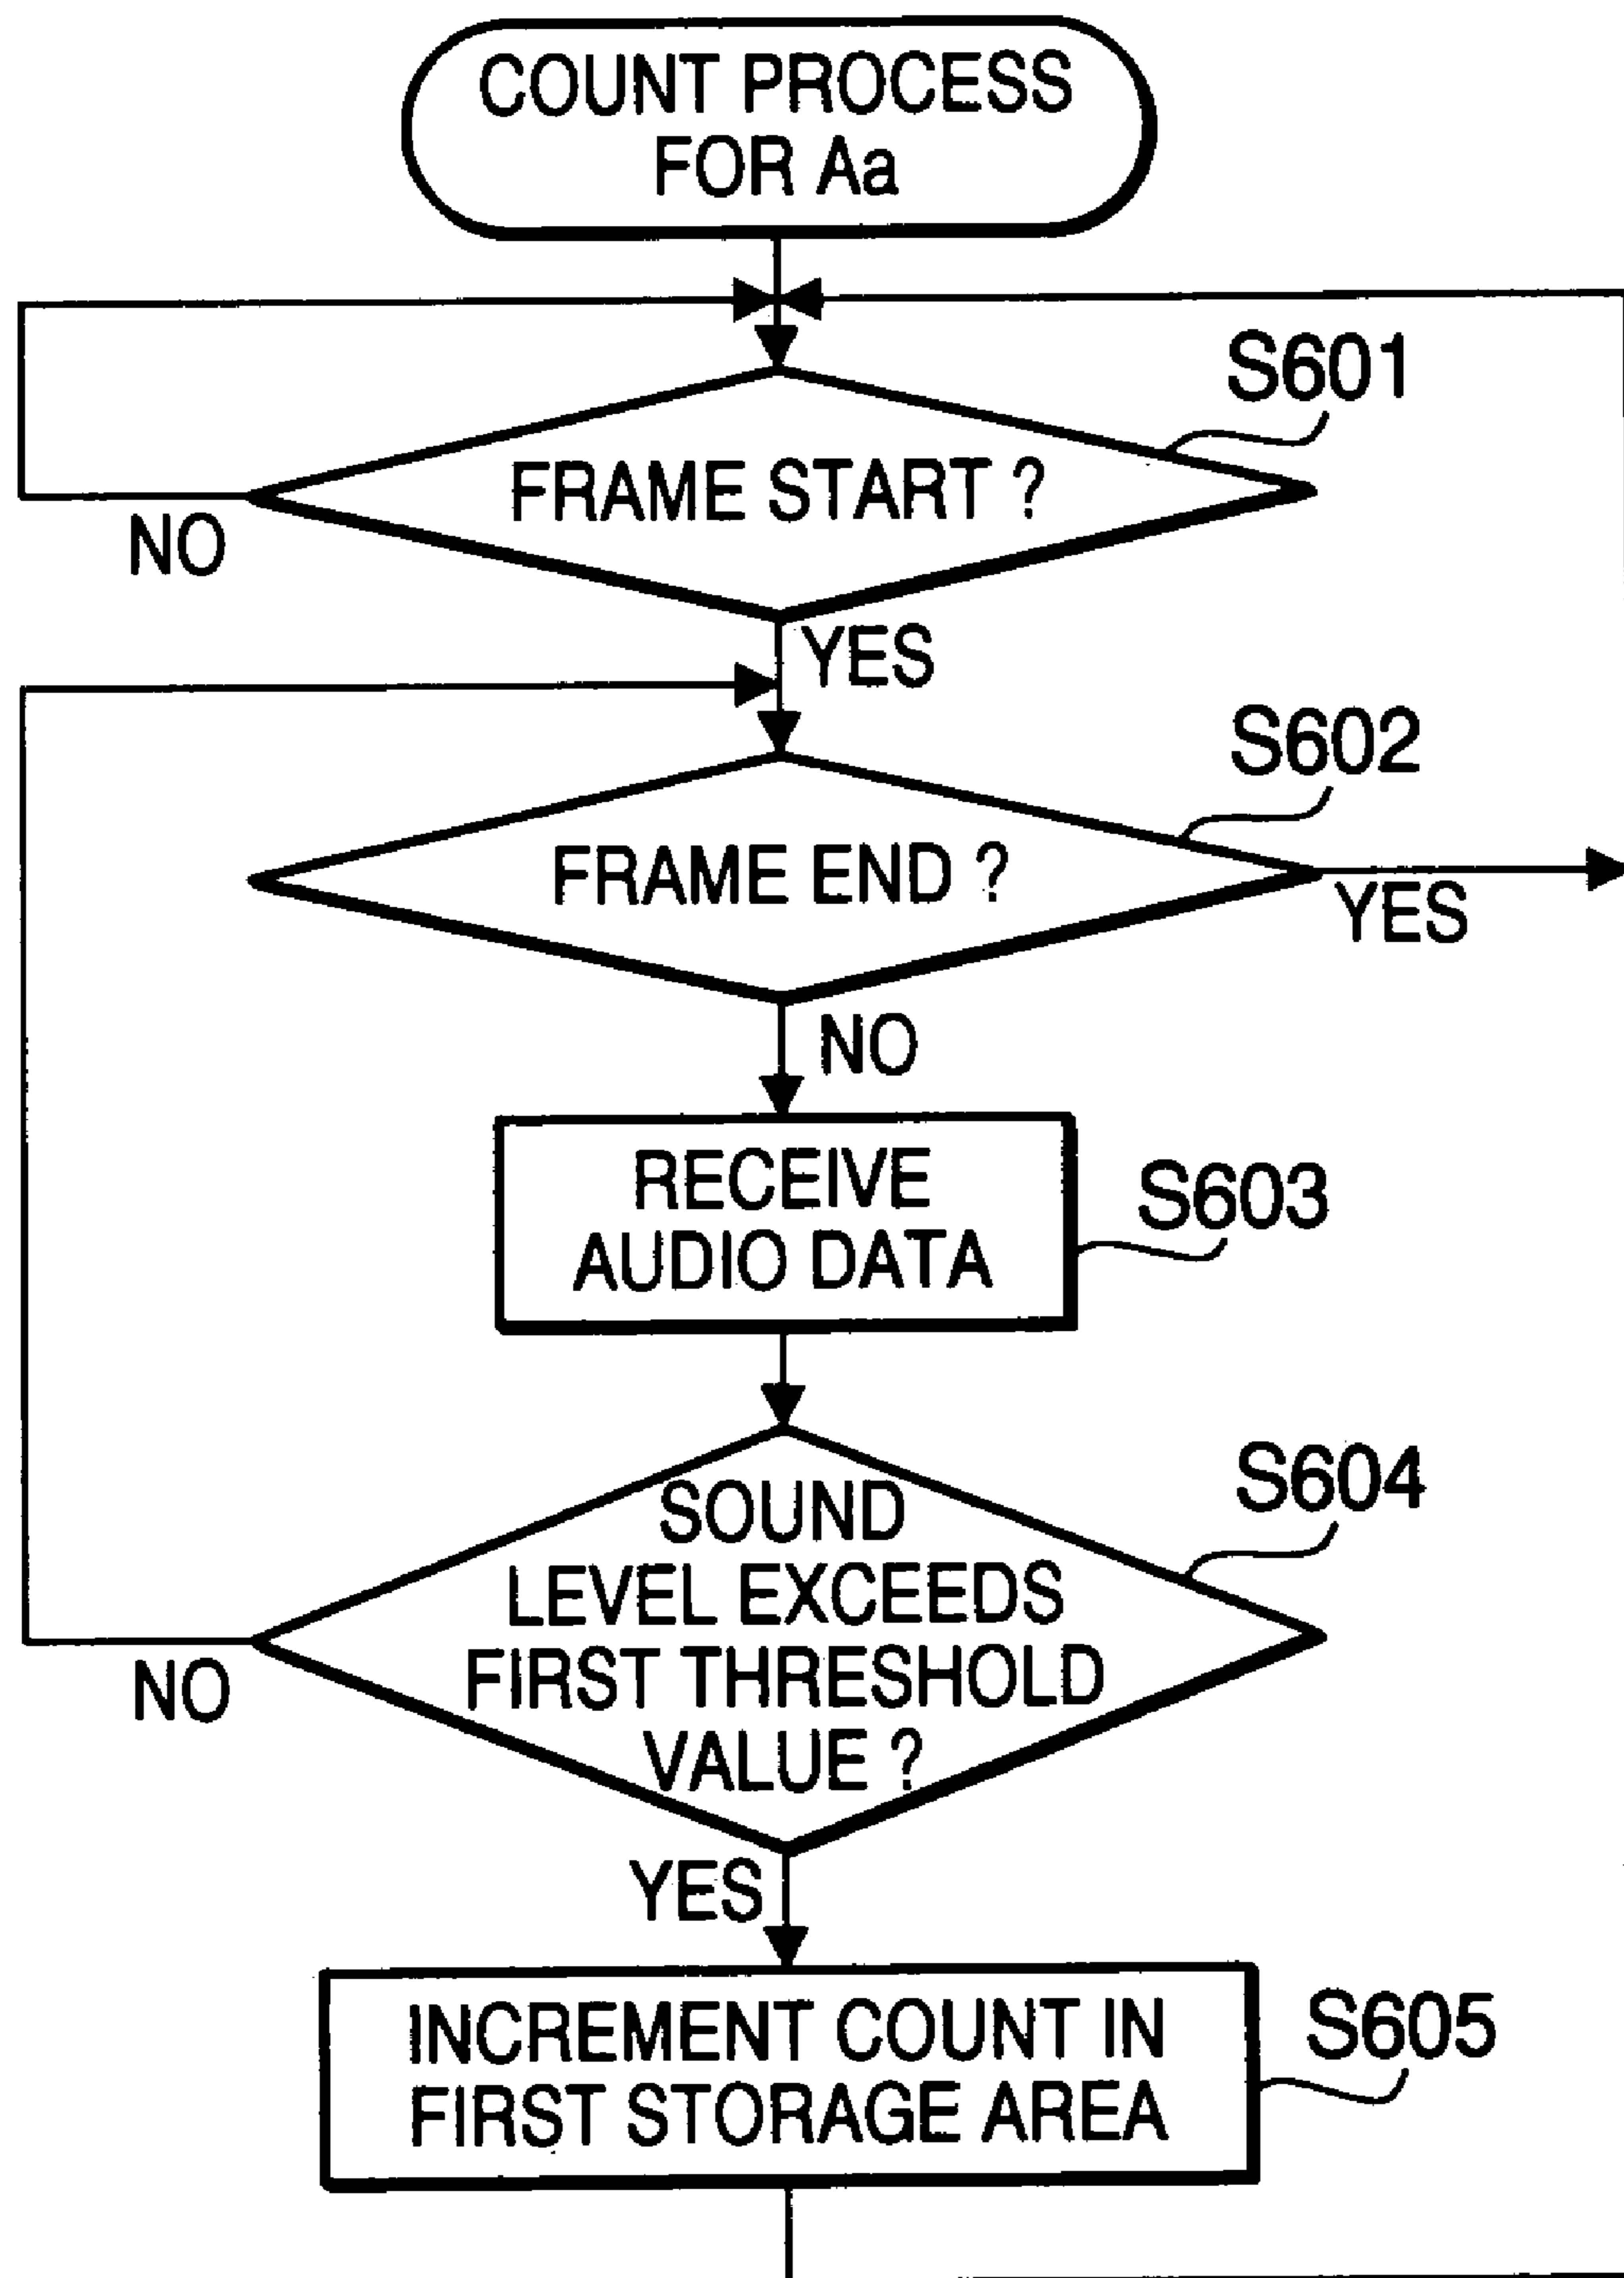 COUNT PROCESS
FOR Aa
S601
FRAME START ?
NO
YES
S602
FRAME END ?
YES
NO
RECEIVE
AUDIO DATA
S603
S604
SOUND
LEVEL EXCEEDS
FIRST THRESHOLD
VALUE ?
NO
YES
INCREMENT COUNT IN
FIRST STORAGE AREA
S605